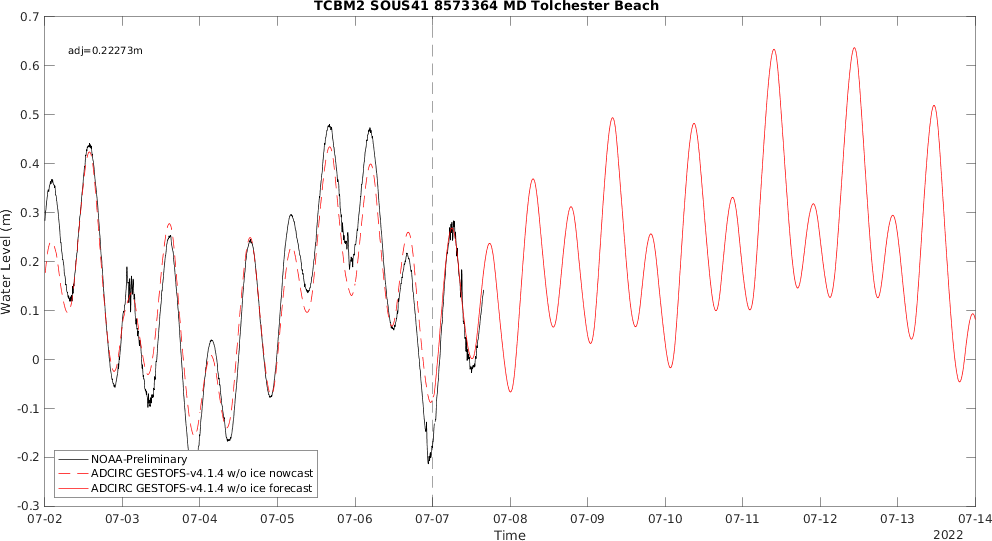 TCBM2 SOUS41 8573364 MD Tolchester Beach
adj=0.22273m
0.7
0.6
0.5
0.4
0.3
0.2
0.1
0
-0.1
-0.2
-0.3
Water Level (m)
NOAA-Preliminary
ADCIRC GESTOFS-v4.1.4 w/o ice nowcast
ADCIRC GESTOFS-v4.1.4 w/o ice forecast
07-02 07-03 07-04 07-05 07-06 07-07 07-08 07-09 07-10 07-11 07-12 07-13 07-14
Time
2022